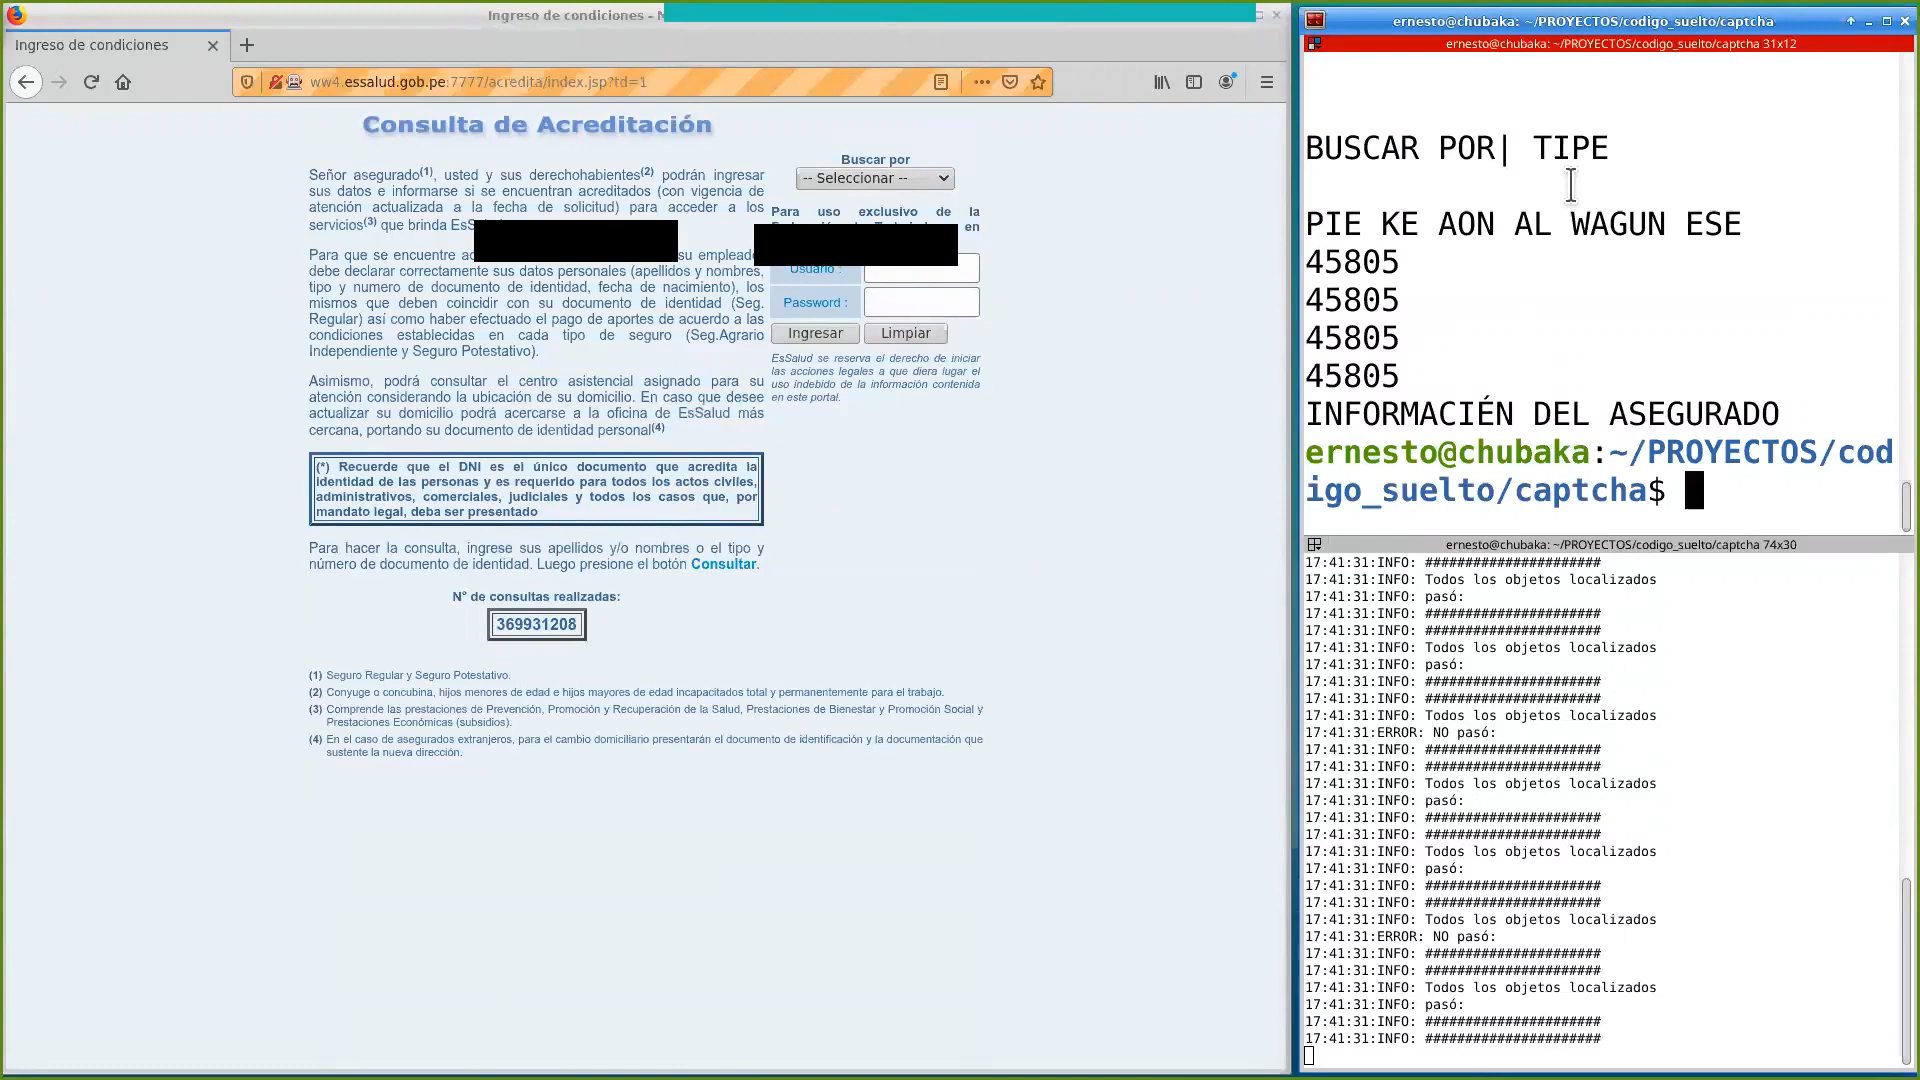 Ingreso de condiciones -
Ingreso de condiciones
ww4.essalud.gob.pe:7777/acredita/index.jsp?td=1
Consulta de Acreditación
Señor asegurado(1), usted y sus derechohabientes(2) podrán ingresar
sus datos e informarse si se encuentran acreditados (con vigencia de
atención actualizada a la fecha de solicitud) para acceder a los
servicios(3) que brinda
Para que se encuentre
su
debe declarar correctamente sus datos personales (apellidos y nombres,
tipo y numero de documento de identidad, fecha de nacimiento), los
mismos que deben coincidir con su documento de identidad (Seg.
Regular) así como haber efectuado el pago de aportes de acuerdo a las
condiciones establecidas en cada tipo de seguro (Seg.Agrario
Independiente y Seguro Potestativo).
Asimismo, podrá consultar el centro asistencial asignado para su
atención considerando la ubicación de su domicilio. En caso que desee
actualizar su domicilio podrá acercarse a la oficina de EsSalud más
cercana, portando su documento de identidad personal(4)
(*) Recuerde que el DNI es el único documento que acredita la
identidad de las personas y es requerido para todos los actos civiles,
administrativos, comerciales, judiciales y todos los casos que, por
mandato legal, deba ser presentado
Para hacer la consulta, ingrese sus apellidos y/o nombres o el tipo y
número de documento de identidad. Luego presione el botón Consultar.
N° de consultas realizadas:
369931208
(1) Seguro Regular y Seguro Potestativo.
(2) Conyuge o concubina, hijos menores de edad e hijos mayores de edad incapacitados total y permanentemente para el trabajo.
(3) Comprende las prestaciones de Prevención, Promoción y Recuperación de la Salud, Prestaciones de Bienestar y Promoción Social y
Prestaciones Económicas (subsidios).
(4) En el caso de asegurados extranjeros, para el cambio domiciliario presentarán el documento de identificación y la documentación que
sustente la nueva dirección.
Buscar por
-- Seleccionar --
Para uso exclusivo de la
en
Usuario :
Password :
Ingresar Limpiar
EsSalud se reserva el derecho de iniciar
las acciones legales a que diera lugar el
uso indebido de la información contenida
en este portal.
ernesto@chubaka: ~/PROYECTOS/codigo_suelto/captcha
ernesto@chubaka: ~/PROYECTOS/codigo_suelto/captcha 31x12
BUSCAR POR| TIPE
PIE KE AON AL WAGUN ESE
45805
45805
45805
45805
INFORMACIÉN DEL ASEGURADO
ernesto@chubaka:~/PROYECTOS/cod
igo_suelto/captcha$
ernesto@chubaka: ~/PROYECTOS/codigo_suelto/captcha 74x30
17:41:31:INFO: ######################
17:41:31:INFO: Todos los objetos localizados
17:41:31:INFO: pasó:
17:41:31:INFO: ######################
17:41:31:INFO: ######################
17:41:31:INFO: Todos los objetos localizados
17:41:31:INFO: pasó:
17:41:31:INFO: ######################
17:41:31:INFO: ######################
17:41:31:INFO: Todos los objetos localizados
17:41:31:ERROR: NO pasó:
17:41:31:INFO: ######################
17:41:31:INFO: ######################
17:41:31:INFO: Todos los objetos localizados
17:41:31:INFO: pasó:
17:41:31:INFO: ######################
17:41:31:INFO: ######################
17:41:31:INFO: Todos los objetos localizados
17:41:31:INFO: pasó:
17:41:31:INFO: ######################
17:41:31:INFO: ######################
17:41:31:INFO: Todos los objetos localizados
17:41:31:ERROR: NO pasó:
17:41:31:INFO: ######################
17:41:31:INFO: ######################
17:41:31:INFO: Todos los objetos localizados
17:41:31:INFO: pasó:
17:41:31:INFO: ######################
17:41:31:INFO: ######################